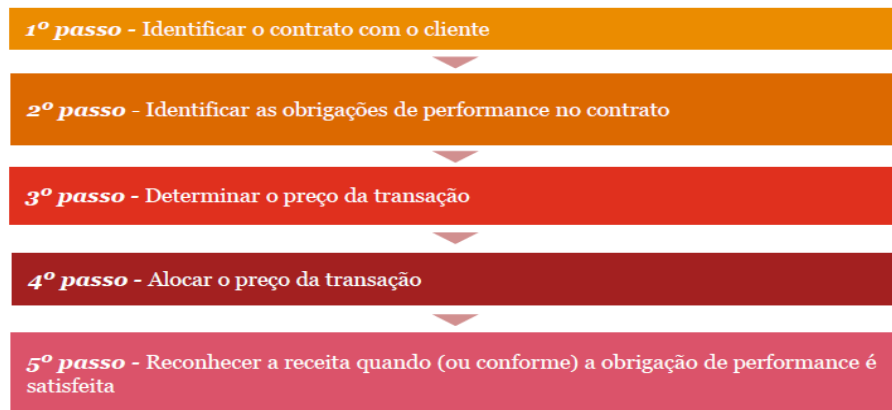 1º passo - Identificar o contrato com o cliente
2º passo - Identificar as obrigações de performance no contrato
3º passo - Determinar o preço da transação
4º passo - Alocar o preço da transação
5º passo - Reconhecer a receita quando (ou conforme) a obrigação de performance é
satisfeita